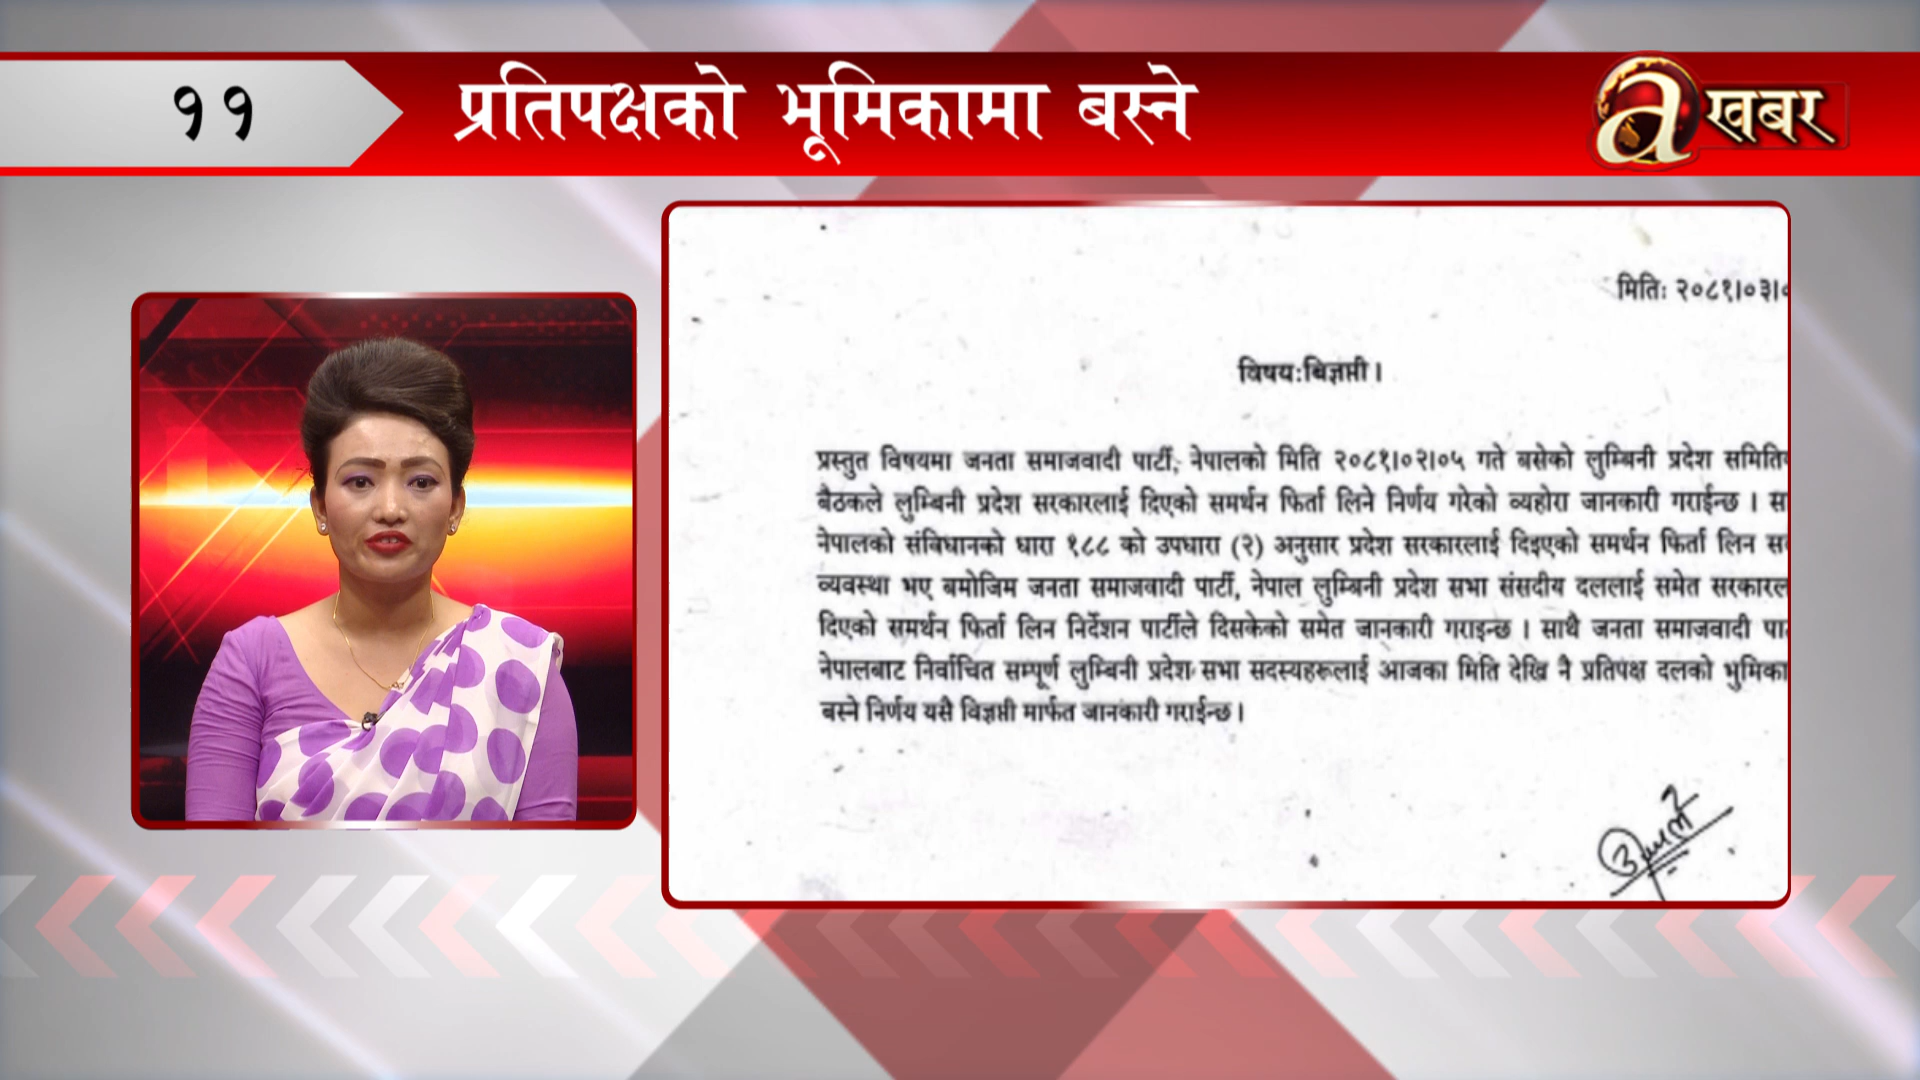 ११
प्रतिपक्षको भूमिकामा बस्ने
a खबर
मितिः २०८१।०३।०
विषय:बिज्ञप्ती।
प्रस्तुत विषयमा जनता समाजवादी पार्टी, नेपालको मिति २०८१।०२।०५ गते बसेको लुम्बिनी प्रदेश
बैठकले लुम्बिनी प्रदेश सरकारलाई दिएको समर्थन फिर्ता लिने निर्णय गरेको व्यहोरा जानकारी गराईन्छ ।
नेपालको संविधानको धारा १८८ को उपधारा (२) अनुसार प्रदेश सरकारलाई दिइएको समर्थन फिर्ता लिन
व्यवस्था भए बमोजिम जनता समाजवादी पार्टी, नेपाल लुम्बिनी प्रदेश सभा संसदीय दललाई समेत
दिएको समर्थन फिर्ता लिन निर्देशन पार्टीले दिसकेको समेत जानकारी गराइन्छ । साथै जनता समाजवादी
नेपालबाट निर्वाचित सम्पूर्ण लुम्बिनी प्रदेश सभा सदस्यहरूलाई आजका मिति देखि नै प्रतिपक्ष दलको भुमिका
बस्ने निर्णय यसै विज्ञप्ती मार्फत जानकारी गराईन्छ ।